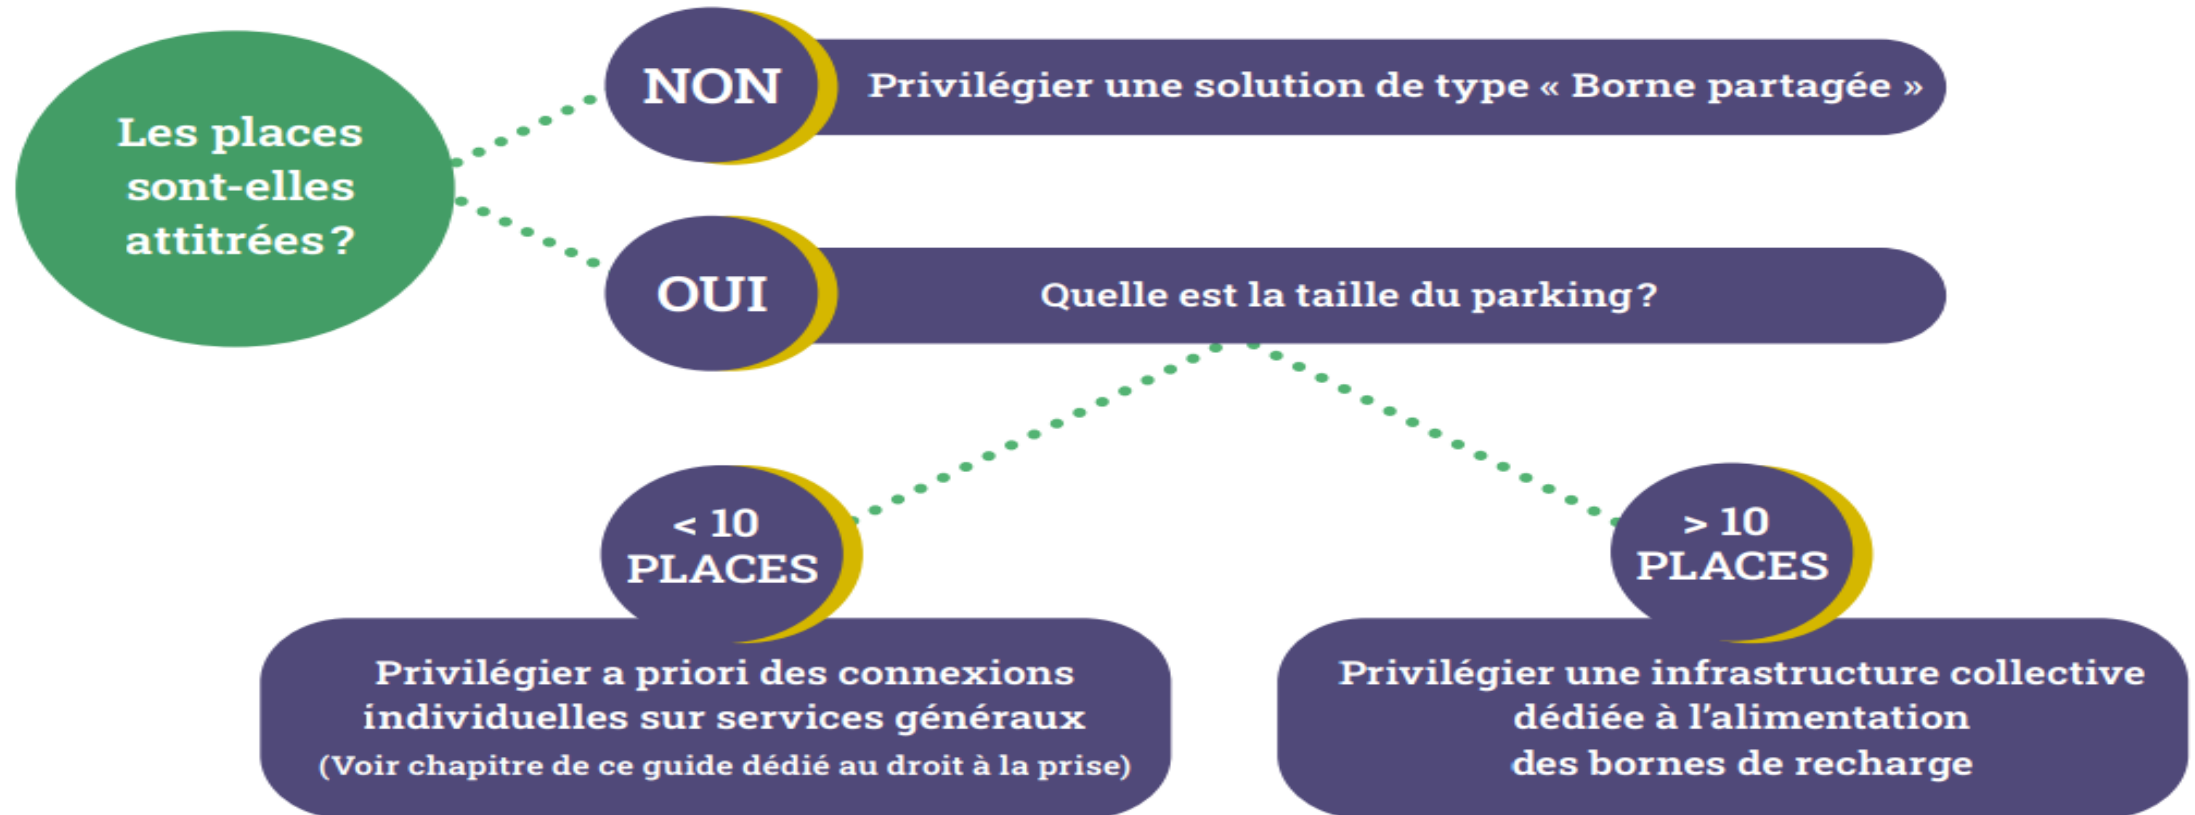 Les places
sont-elles
attitrées ?
NON
Privilégier une solution de type « Borne partagée »
OUI
Quelle est la taille du parking ?
< 10
PLACES
Privilégier a priori des connexions
individuelles sur services généraux
(Voir chapitre de ce guide dédié au droit à la prise)
> 10
PLACES
Privilégier une infrastructure collective
dédiée à l’alimentation
des bornes de recharge